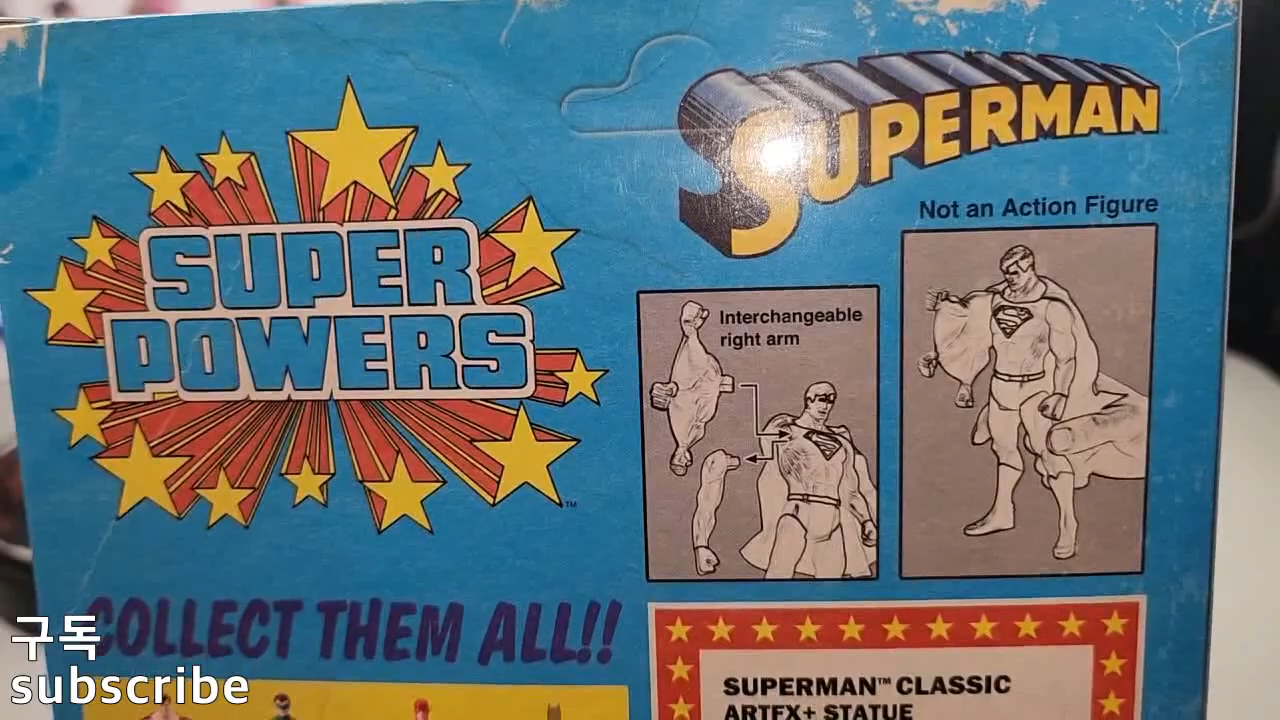 SUPER
POWERS
™
SUPERMAN
Not an Action Figure
Interchangeable
right arm
COLLECT THEM ALL!!
SUPERMAN™ CLASSIC
ARTFX+ STATUE
구독
subscribe